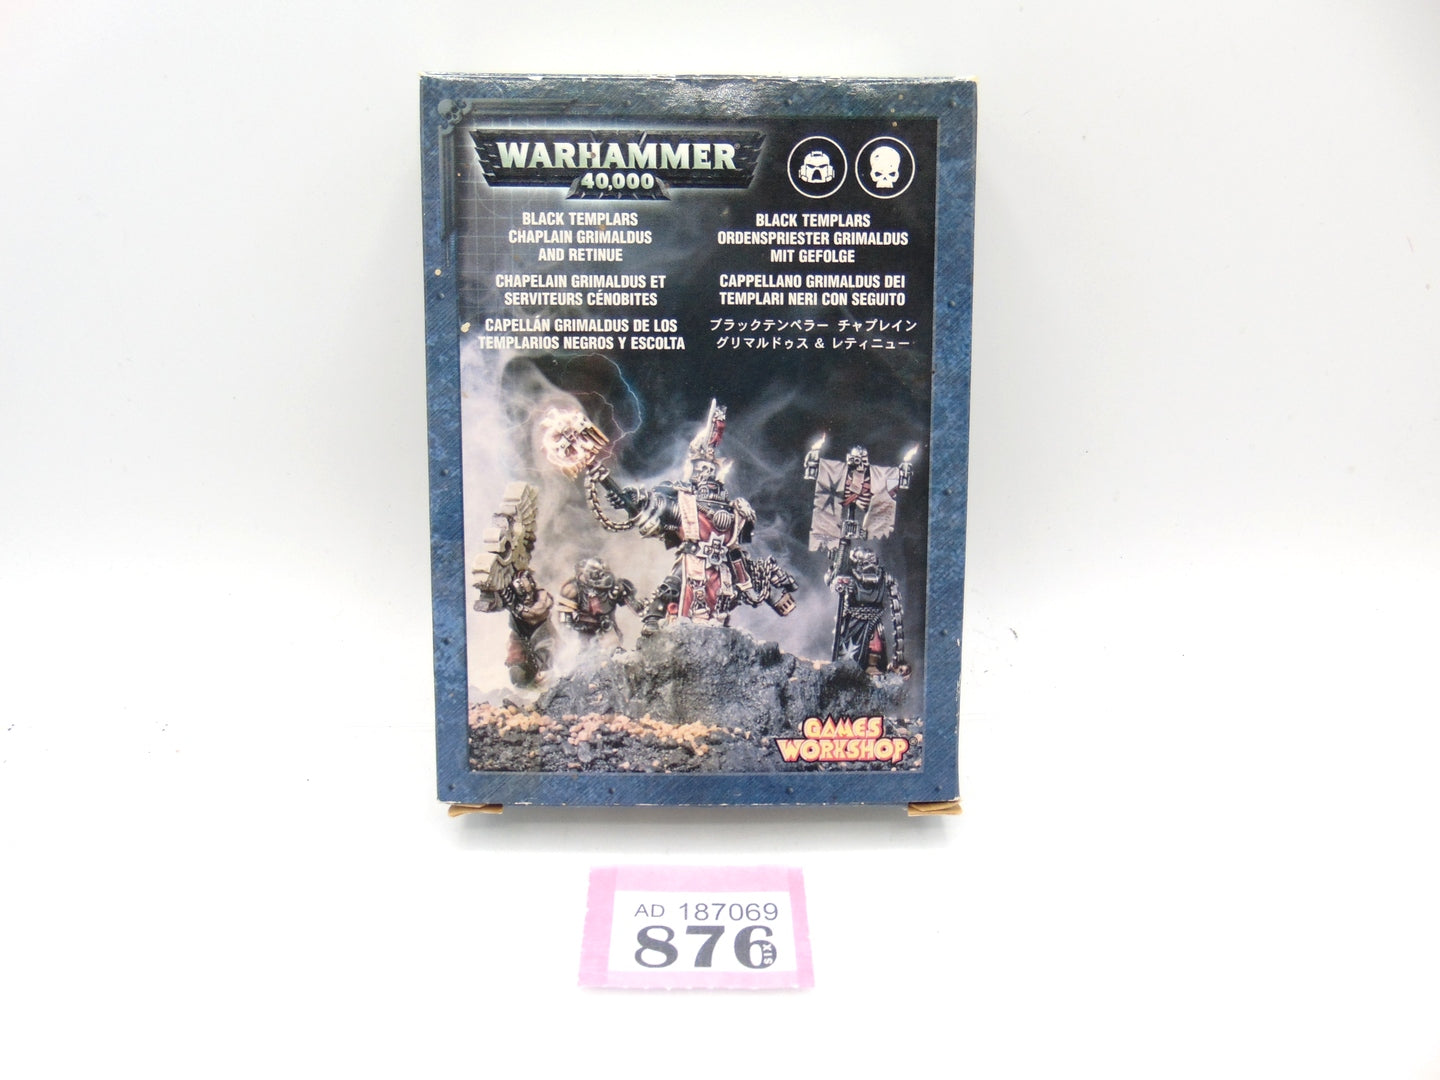 WARHAMMER
40,000
BLACK TEMPLARS
CHAPLAIN GRIMALDUS
AND RETINUE
CHAPELAIN GRIMALDUS ET
SERVITEURS CÉNOBITES
CAPELLÁN GRIMALDUS DE LOS
TEMPLARIOS NEGROS Y ESCOLTA
BLACK TEMPLARS
ORDENSPRIESTER GRIMALDUS
MIT GEFOLGE
CAPPELLANO GRIMALDUS DEI
TEMPLARI NERI CON SEGUITO
ブラックテンペラー チャプレイン
グリマルドゥス & レティニュー
GAMES
WORKSHOP®
AD 187069
876
SIX